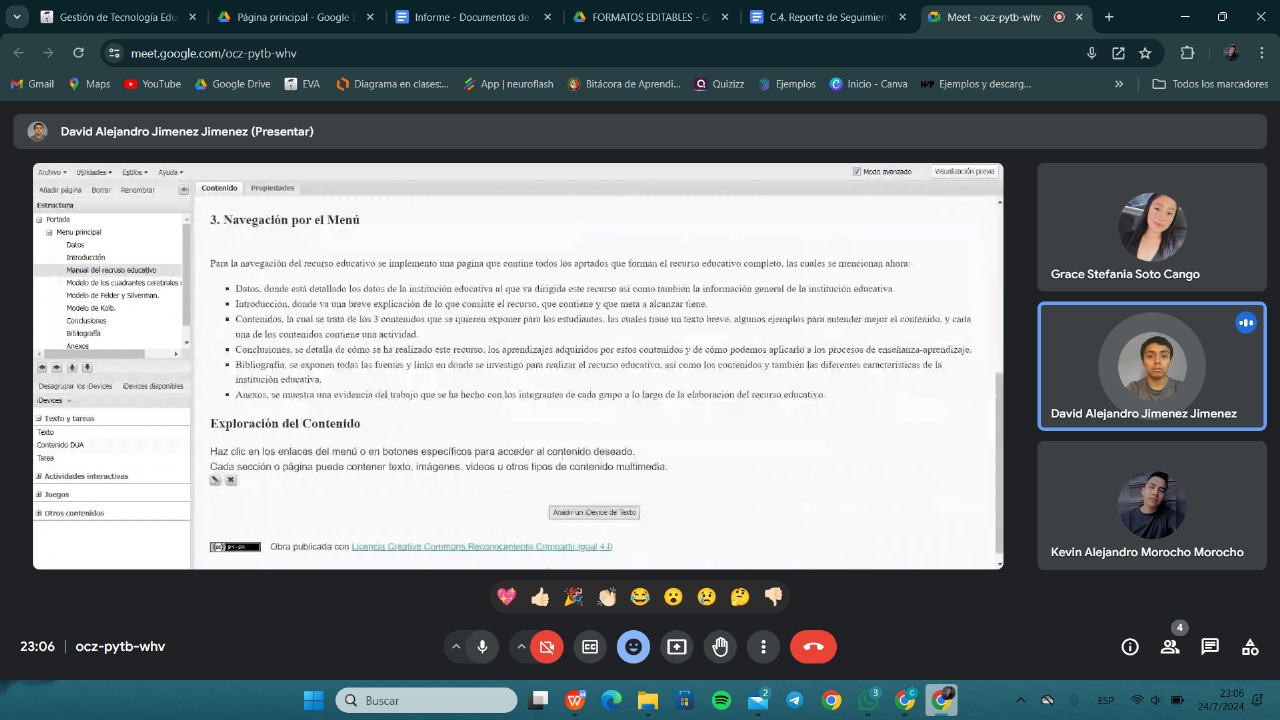 Gestión de Tecnología Edu
Página principal - Google
Informe - Documentos de
FORMATOS EDITABLES - G
C.4. Reporte de Seguimien
Meet - ocz-pytb-whv
meet.google.com/ocz-pytb-whv
Gmail
Maps
YouTube
Google Drive
EVA
Diagrama en clases:...
App | neuroflash
Bitácora de Aprendi...
Quizizz
Ejemplos
Inicio - Canva
Ejemplos y descarg...
Todos los marcadores
David Alejandro Jimenez Jimenez (Presentar)
Archivo Utilidades Estilos Ayuda
Modo avanzado
Visualización previa
Añadir página Borrar Renombrar
Contenido Propiedades
Estructura
Portada
Menu principal
Datos
Introducción
Manual del recruso educativo
Modelo de los cuadrantes cerebrales
Modelo de Felder y Silverman.
Modelo de Kolb.
Conclusiones
Bibliografía
Anexos
Desagrupar los iDevices iDevices disponibles
iDevices
Texto y tareas
Texto
Contenido DUA
Tarea
Actividades interactivas
Juegos
Otros contenidos
3. Navegación por el Menú
Para la navegación del recurso educativo se implemento una pagina que contine todos los aprtados que forman el recurso educativo completo, las cuales se mencionan ahora:
Datos, donde está detallado los datos de la institución educativa al que va dirigida este recurso así como también la información general de la institución educativa.
Introducción, donde va una breve explicación de lo que consiste el recurso, que contiene y que meta a alcanzar tiene.
Contenidos, la cual se trata de los 3 contenidos que se quieren exponer para los estudiantes, las cuales tiene un texto breve, algunos ejemplos para entender mejor el contenido, y cada
una de los contenidos contiene una actividad.
Conclusiones, se detalla de cómo se ha realizado este recurso, los aprendizajes adquiridos por estos contenidos y de cómo podemos aplicarlo a los procesos de enseñanza-aprendizaje.
Bibliografía, se exponen todas las fuentes y links en donde se investigó para realizar el recurso educativo, así como los contenidos y también las diferentes características de la
institución educativa.
Anexos, se muestra una evidencia del trabajo que se ha hecho con los integrantes de cada grupo a lo largo de la elaboración del recurso educativo.
Exploración del Contenido
Haz clic en los enlaces del menú o en botones específicos para acceder al contenido deseado.
Cada sección o página puede contener texto, imágenes, videos u otros tipos de contenido multimedia.
Añadir un iDevice de Texto
Obra publicada con Licencia Creative Commons Reconocimiento Compartir igual 4.0
Grace Stefania Soto Cango
David Alejandro Jimenez Jimenez
Kevin Alejandro Morocho Morocho
23:06 | ocz-pytb-whv
4
Buscar
2
3
ESP
23:06
24/7/2024